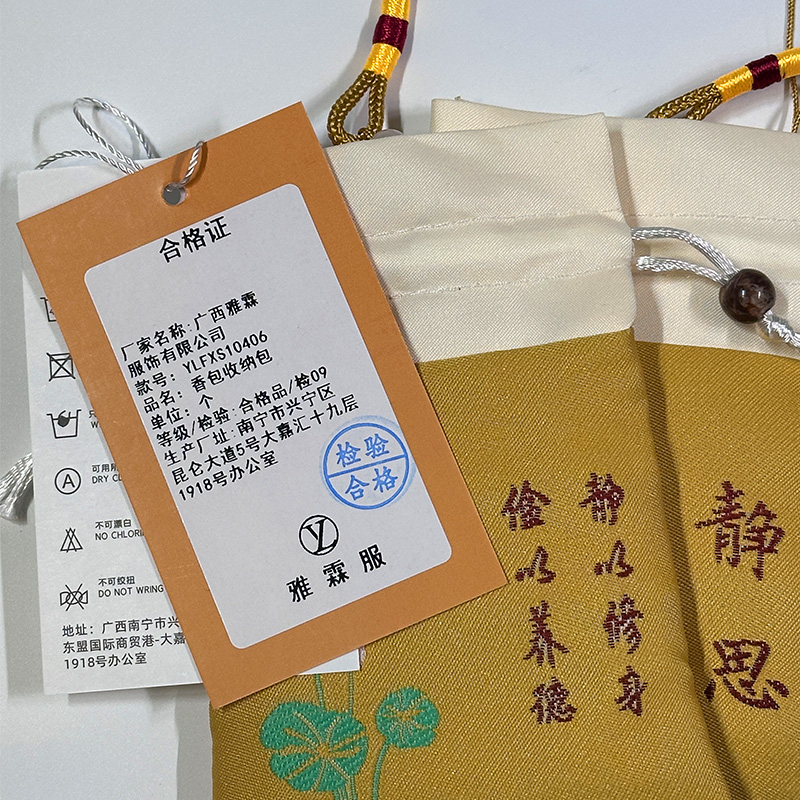 合格证
厂家名称:广西雅霖
服饰有限公司
款号: YLFXS10406
品名: 香包收纳包
单位: 个
等级/检验:合格品/检09
生产厂址:南宁市兴宁区
昆仑大道5号大嘉汇十九层
1918号办公室
检验
合格
Y
雅霖服
A
可用
DRY CL
不可漂白
NO CHLORI
不可绞扭
DO NOT WRING
地址: 广西南宁市兴
东盟国际商贸港-大嘉
1918号办公室
静以修身
俭以养德
静思